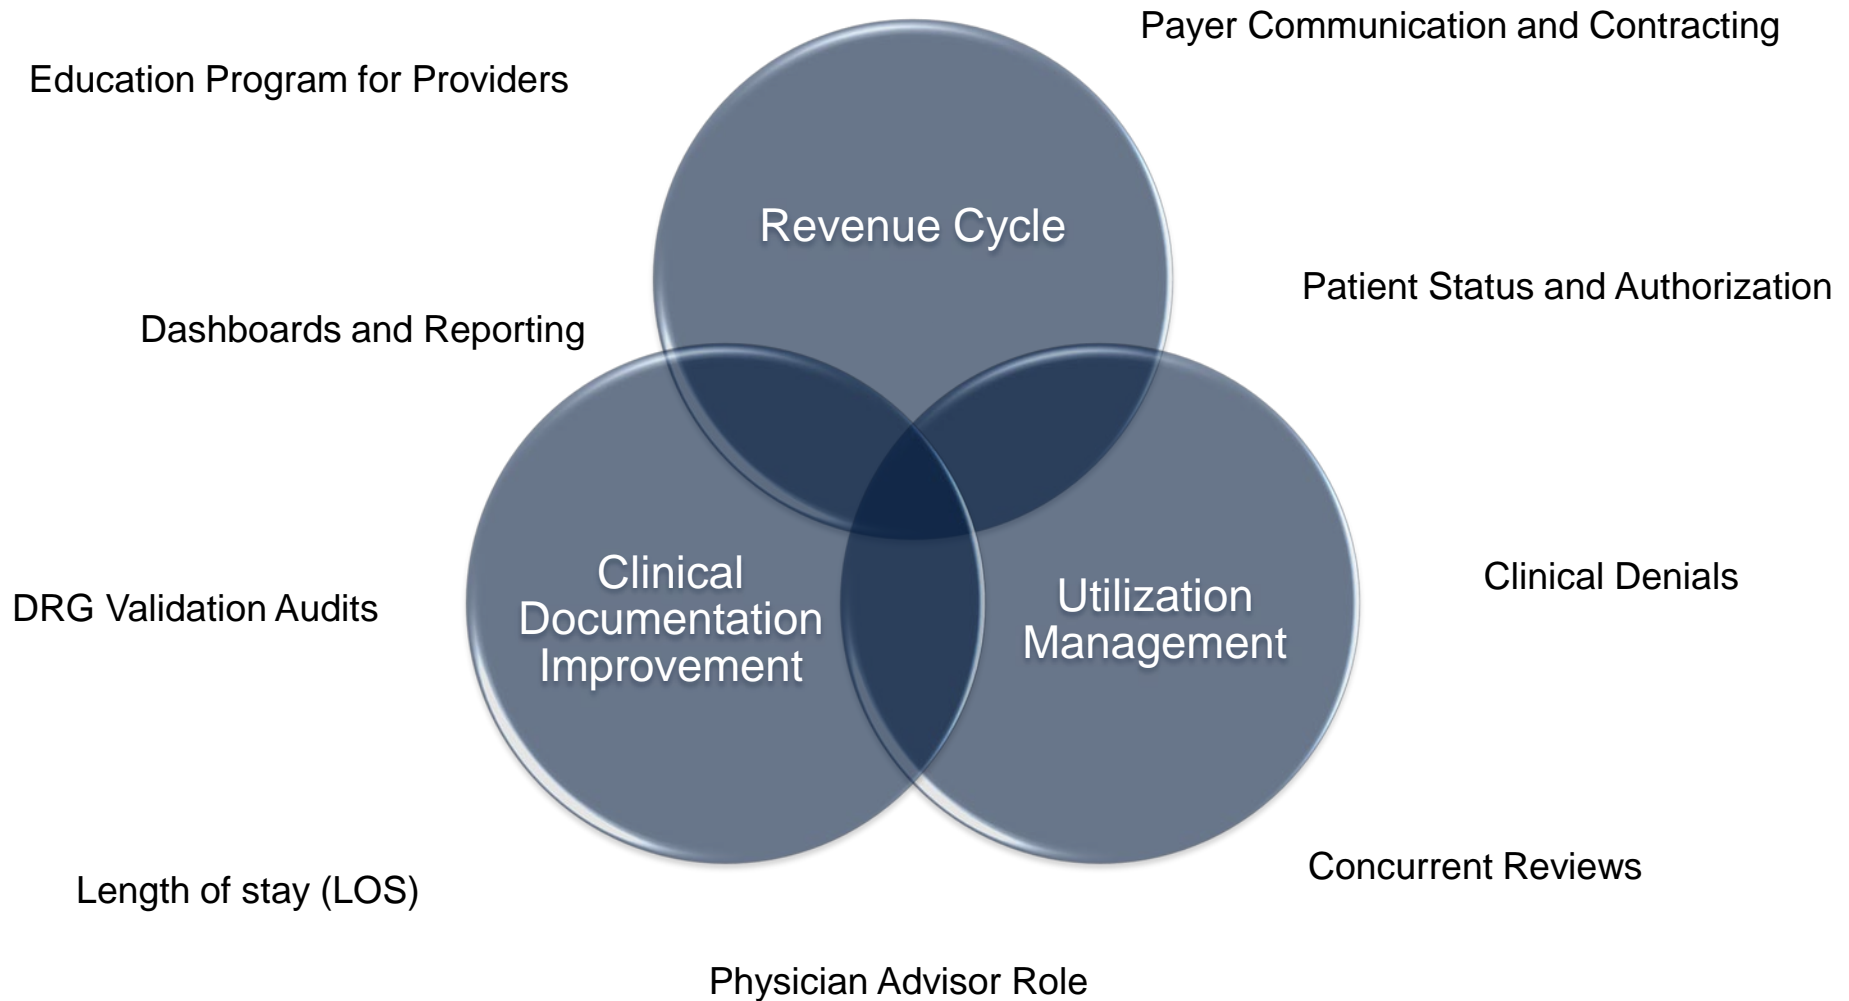 Payer Communication and Contracting
Education Program for Providers
Revenue Cycle
Patient Status and Authorization
Dashboards and Reporting
Clinical
Documentation
Improvement
Utilization
Management
Clinical Denials
DRG Validation Audits
Concurrent Reviews
Length of stay (LOS)
Physician Advisor Role